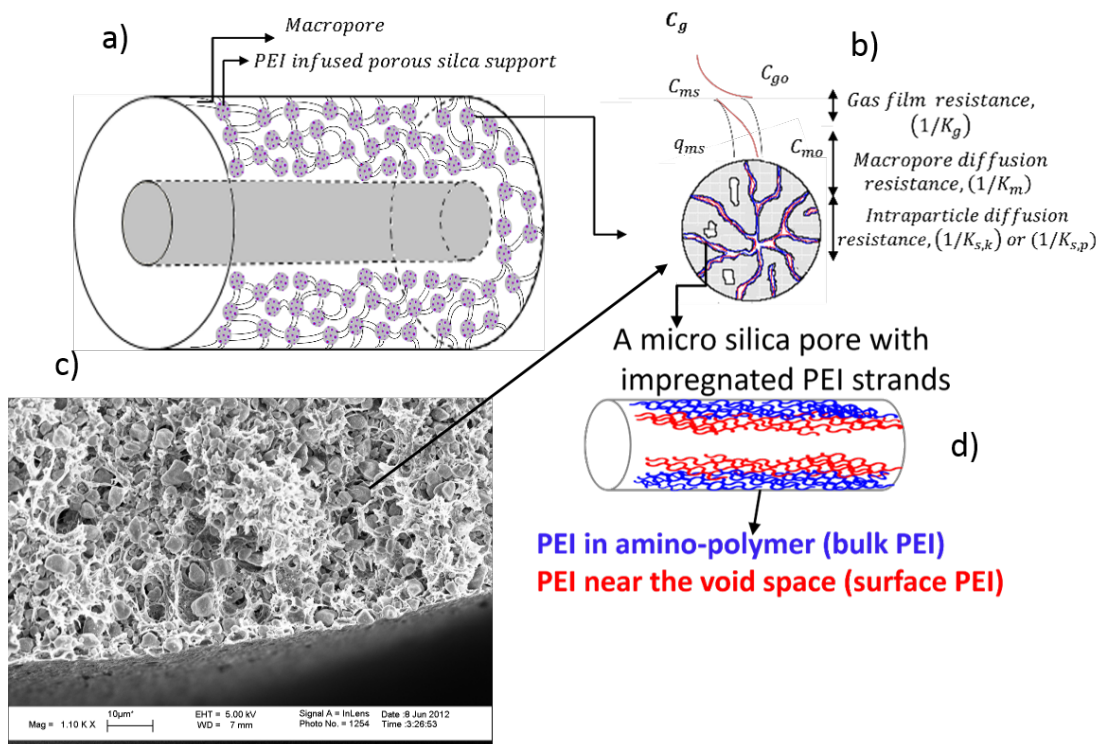 a)
Macropore
PEI infused porous silca support
C_g
b)
C_go
C_ms
Gas film resistance,
(1/K_g)
q_ms
C_mo
Macropore diffusion
resistance, (1/K_m)
Intraparticle diffusion
resistance, (1/K_s,k) or (1/K_s,p)
c)
A micro silica pore with
impregnated PEI strands
d)
PEI in amino-polymer (bulk PEI)
PEI near the void space (surface PEI)
Mag = 1.10 K X
10µm*
EHT = 5.00 kV
WD = 7 mm
Signal A = InLens
Photo No. = 1254
Date :8 Jun 2012
Time :3:26:53